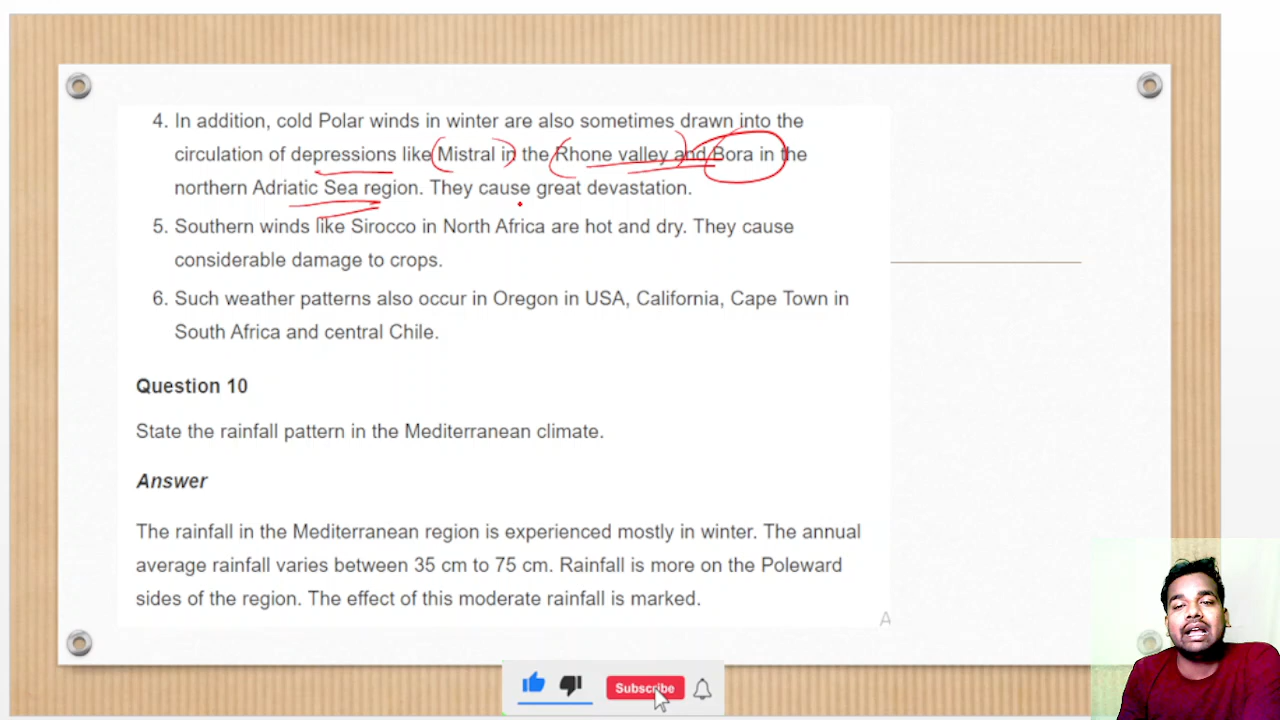 4. In addition, cold Polar winds in winter are also sometimes drawn into the
circulation of depressions like Mistral in the Rhone valley and Bora in the
northern Adriatic Sea region. They cause great devastation.
5. Southern winds like Sirocco in North Africa are hot and dry. They cause
considerable damage to crops.
6. Such weather patterns also occur in Oregon in USA, California, Cape Town in
South Africa and central Chile.
Question 10
State the rainfall pattern in the Mediterranean climate.
Answer
The rainfall in the Mediterranean region is experienced mostly in winter. The annual
average rainfall varies between 35 cm to 75 cm. Rainfall is more on the Poleward
sides of the region. The effect of this moderate rainfall is marked.
A
Subscribe